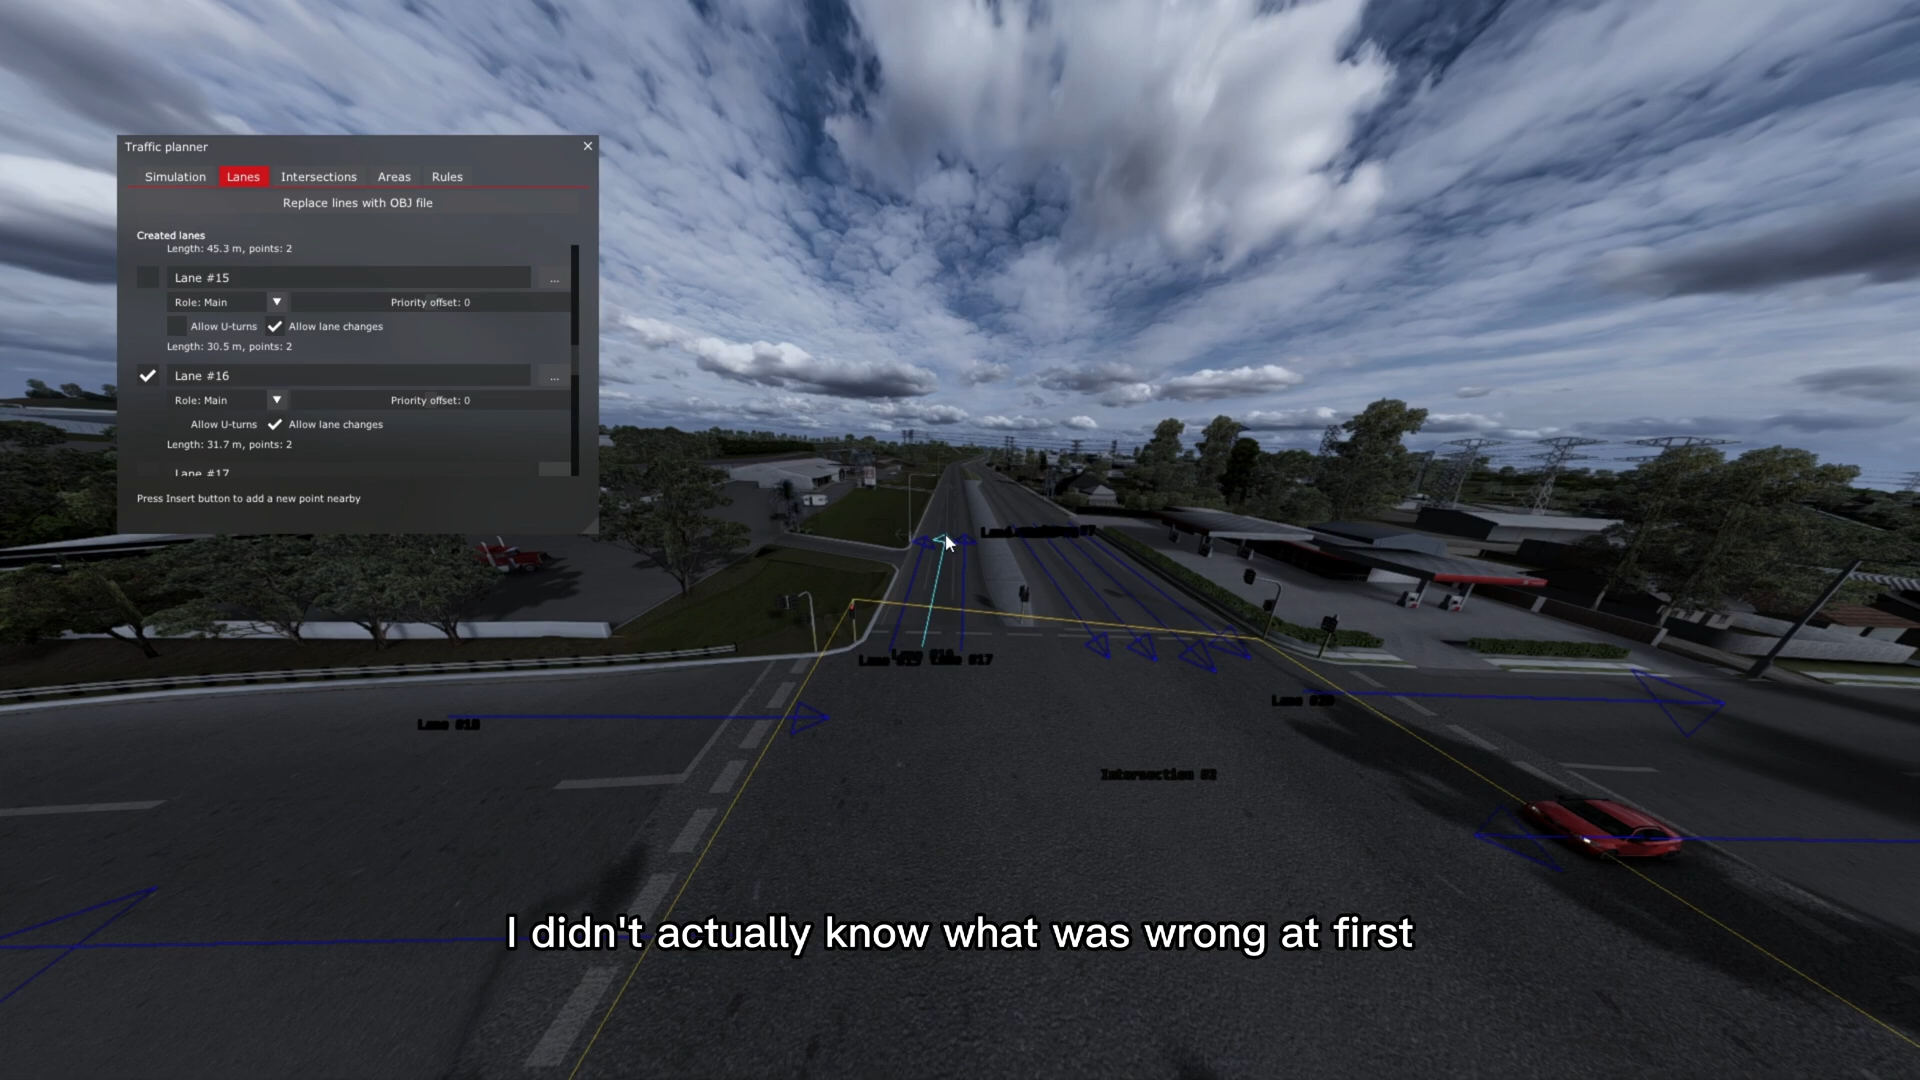 Traffic planner
Simulation Lanes Intersections Areas Rules
Replace lines with OBJ file
Created lanes
Length: 45.3 m, points: 2
Lane #15 ...
Role: Main Priority offset: 0
Allow U-turns Allow lane changes
Length: 30.5 m, points: 2
Lane #16 ...
Role: Main Priority offset: 0
Allow U-turns Allow lane changes
Length: 31.7 m, points: 2
Lane #17
Press Insert button to add a new point nearby
#17
Lane #18
Intersection #2
I didn't actually know what was wrong at first